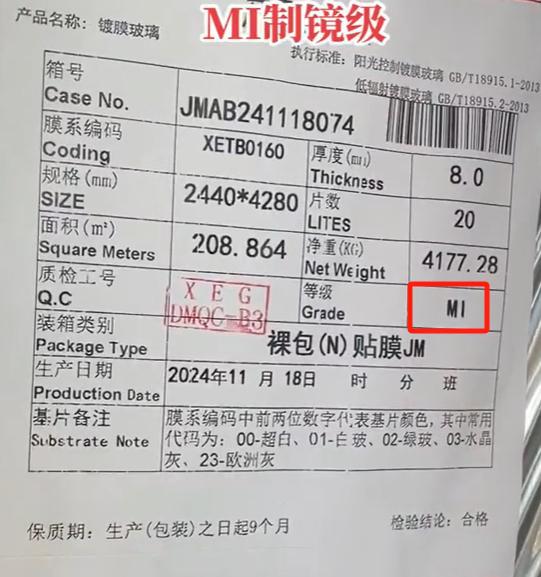 MI制镜级
产品名称: 镀膜玻璃
执行标准: 阳光控制镀膜玻璃 GB/T18915.1-2013
低辐射镀膜玻璃 GB/T18915.2-2013
箱号
Case No.
JMAB241118074
膜系编码
Coding
XETB0160
厚度(mm)
Thickness
8.0
规格(mm)
SIZE
2440*4280
片数
LITES
20
面积(m²)
Square Meters
208.864
净重(KG)
Net Weight
4177.28
质检工号
Q.C
X E G
DMQC-B3
等级
Grade
MI
装箱类别
Package Type
裸包(N)贴膜JM
生产日期
Production Date
2024年11 月 18日 时 分 班
基片备注
Substrate Note
膜系编码中前两位数字代表基片颜色,其中常用
代码为: 00-超白、01-白玻、02-绿玻、03-水晶
灰、23-欧洲灰
保质期: 生产(包装)之日起9个月
检验结论: 合格